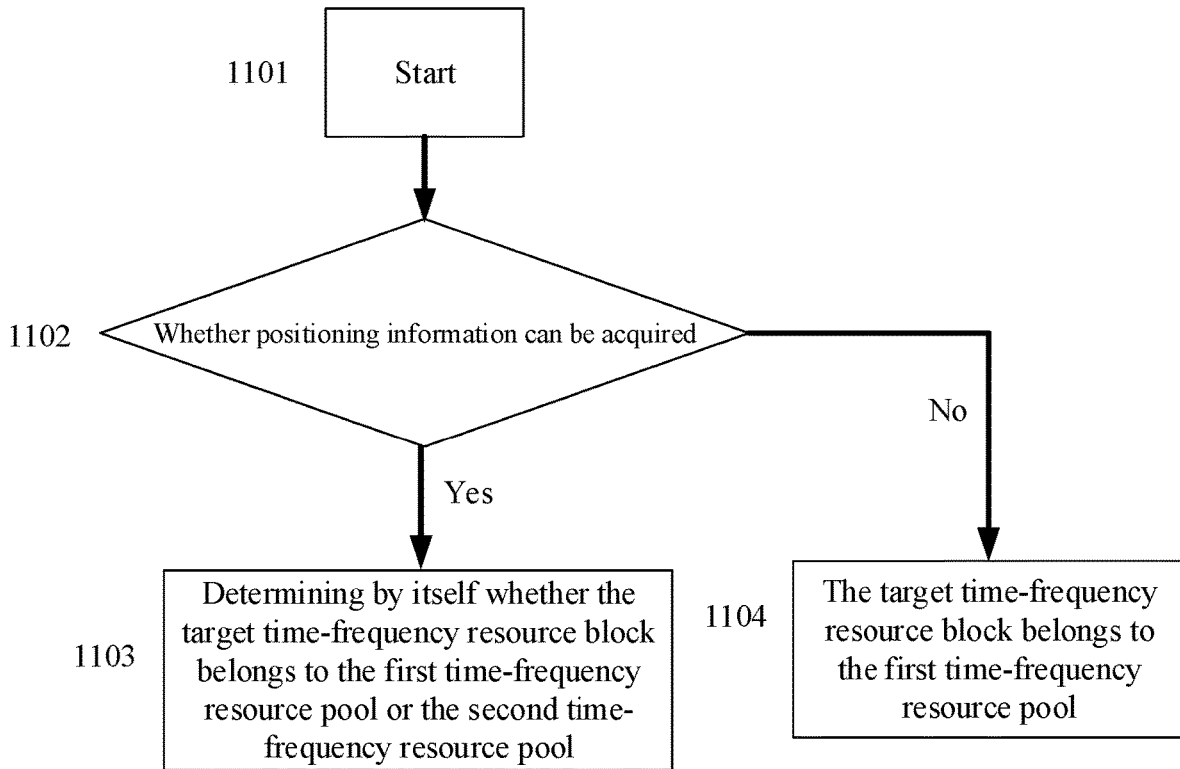 1101
Start
1102
Whether positioning information can be acquired
No
Yes
1103
Determining by itself whether the
target time-frequency resource block
belongs to the first time-frequency
resource pool or the second time-
frequency resource pool
1104
The target time-frequency
resource block belongs to
the first time-frequency
resource pool